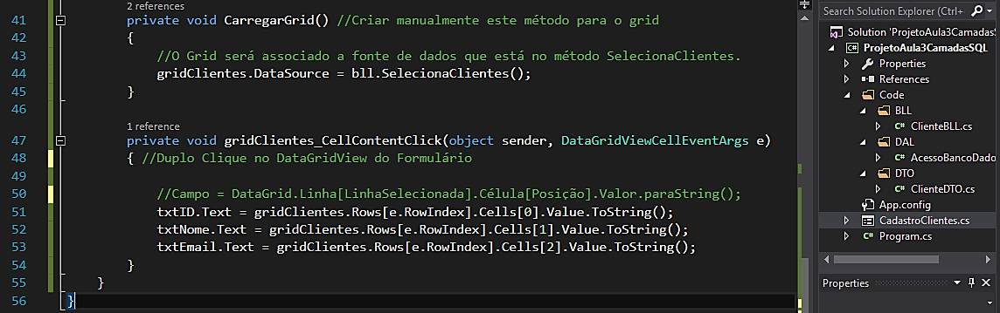 2 references
41 private void CarregarGrid() //Criar manualmente este método para o grid
42 {
43 //O Grid será associado a fonte de dados que está no método SelecionaClientes.
44 gridClientes.DataSource = bll.SelecionaClientes();
45 }
46
1 reference
47 private void gridClientes_CellContentClick(object sender, DataGridViewCellEventArgs e)
48 { //Duplo Clique no DataGridView do Formulário
49
50 //Campo = DataGrid.Linha[LinhaSelecionada].Célula[Posição].Valor.paraString();
51 txtID.Text = gridClientes.Rows[e.RowIndex].Cells[0].Value.ToString();
52 txtNome.Text = gridClientes.Rows[e.RowIndex].Cells[1].Value.ToString();
53 txtEmail.Text = gridClientes.Rows[e.RowIndex].Cells[2].Value.ToString();
54 }
55 }
56 }
Search Solution Explorer (Ctrl+
Solution 'ProjetoAula3CamadasS
C# ProjetoAula3CamadasSQL
Properties
References
Code
BLL
C# ClienteBLL.cs
DAL
C# AcessoBancoDado
DTO
C# ClienteDTO.cs
App.config
CadastroClientes.cs
C# Program.cs
Properties